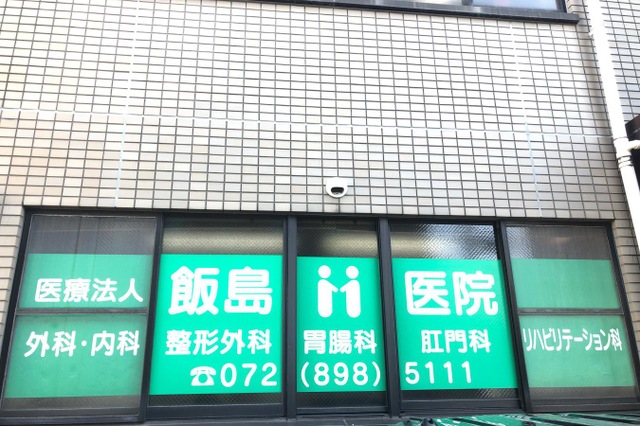 医療法人 飯島 医院
外科・内科 整形外科 胃腸科 肛門科 リハビリテーション科
☎072 (898) 5111